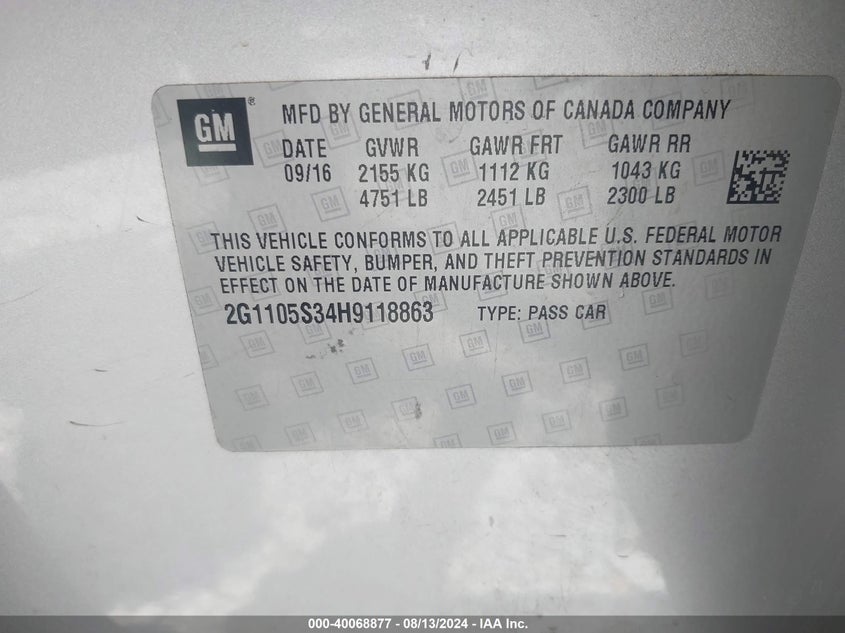 GM®
MFD BY GENERAL MOTORS OF CANADA COMPANY
DATE GVWR GAWR FRT GAWR RR
09/16 2155 KG 1112 KG 1043 KG
4751 LB 2451 LB 2300 LB
THIS VEHICLE CONFORMS TO ALL APPLICABLE U.S. FEDERAL MOTOR
VEHICLE SAFETY, BUMPER, AND THEFT PREVENTION STANDARDS IN
EFFECT ON THE DATE OF MANUFACTURE SHOWN ABOVE.
2G1105S34H9118863 TYPE: PASS CAR
000-40068877 - 08/13/2024 - IAA Inc.